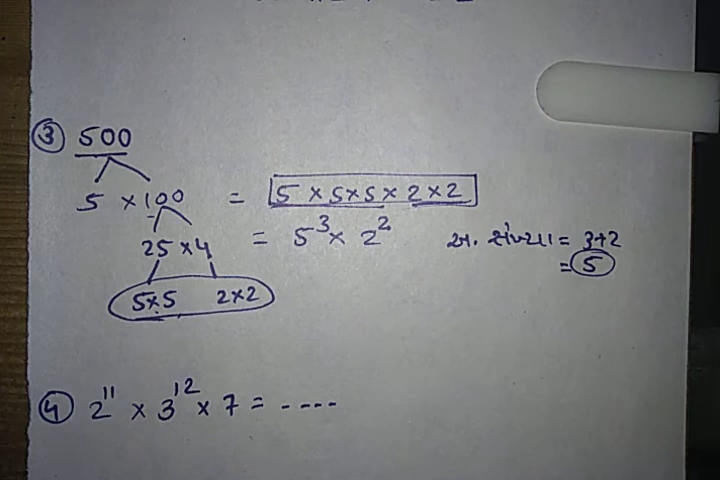 ③ 500
5 × 100 = 5 × 5 × 5 × 2 × 2
25 × 4 = 5³ × 2² અ. સંખ્યા = 3+2
= 5
5×5 2×2
④ 2¹¹ × 3¹² × 7 = ----